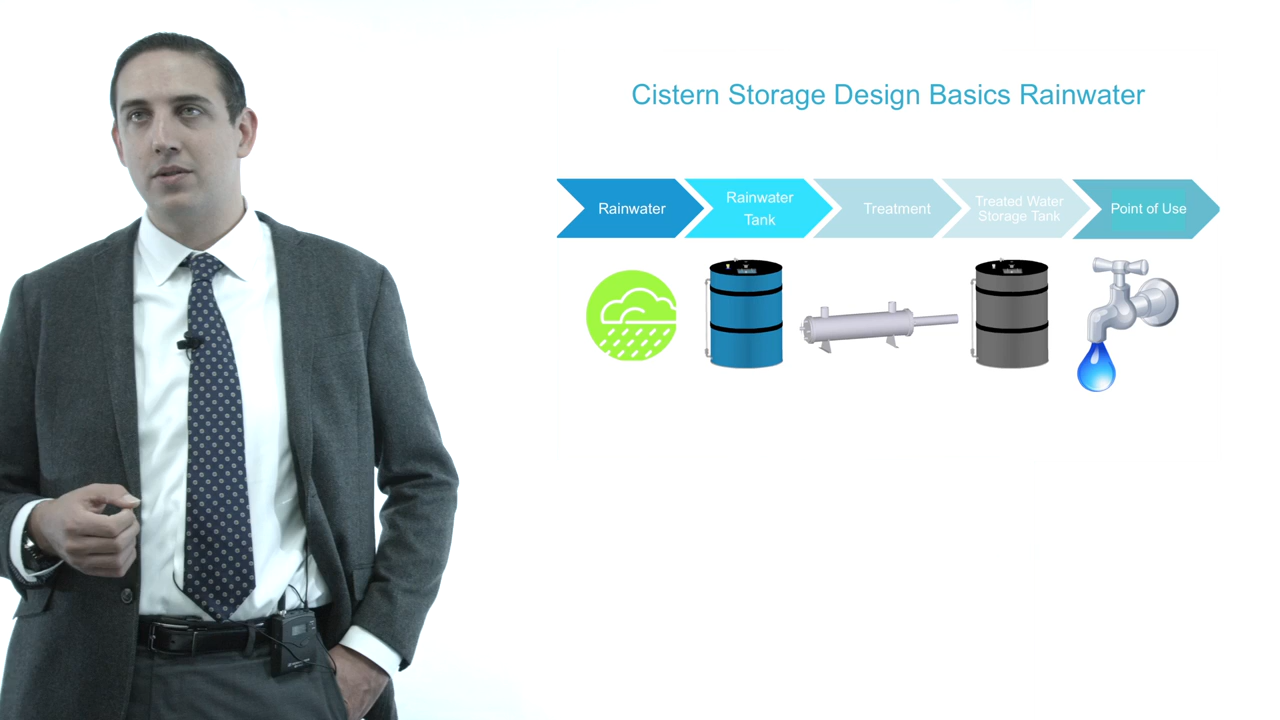 Cistern Storage Design Basics Rainwater
Rainwater
Rainwater
Tank
Treatment
Treated Water
Storage Tank
Point of Use